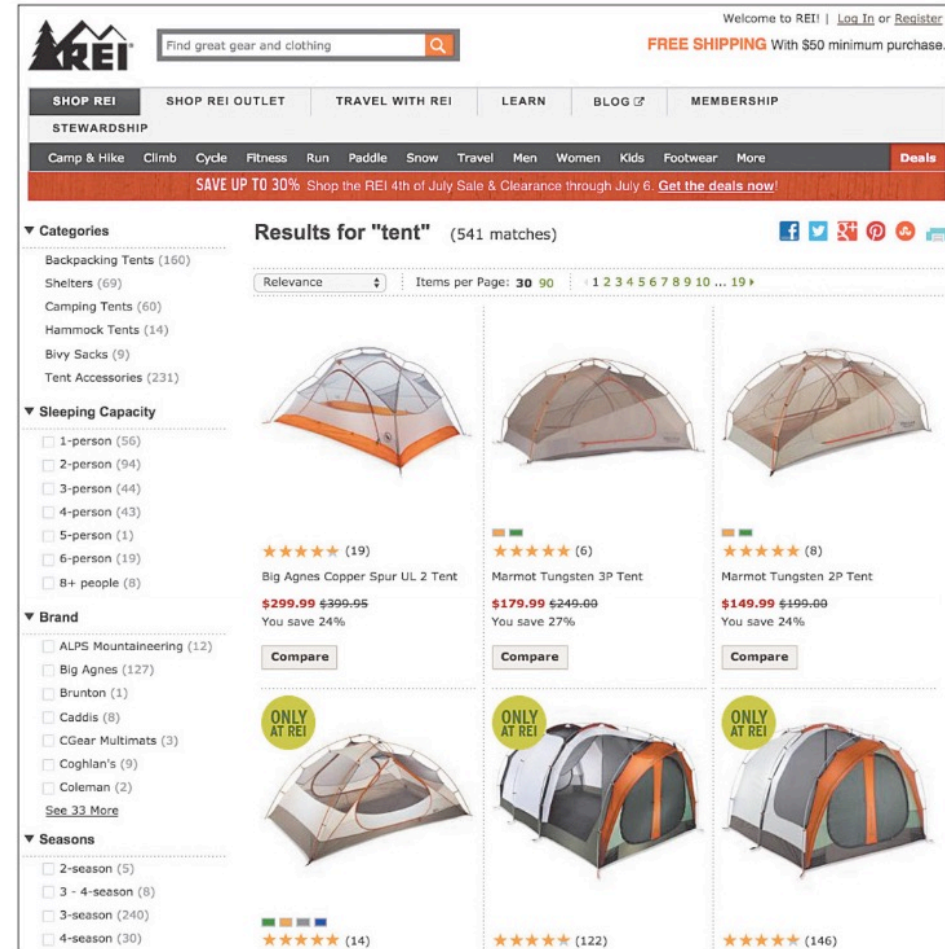 Welcome to REI! | Log In or Register
REI
Find great gear and clothing
FREE SHIPPING With $50 minimum purchase.
SHOP REI SHOP REI OUTLET TRAVEL WITH REI LEARN BLOG MEMBERSHIP
STEWARDSHIP
Camp & Hike Climb Cycle Fitness Run Paddle Snow Travel Men Women Kids Footwear More Deals
SAVE UP TO 30% Shop the REI 4th of July Sale & Clearance through July 6. Get the deals now!
Categories
Backpacking Tents (160)
Shelters (69)
Camping Tents (60)
Hammock Tents (14)
Bivy Sacks (9)
Tent Accessories (231)
Sleeping Capacity
1-person (56)
2-person (94)
3-person (44)
4-person (43)
5-person (1)
6-person (19)
8+ people (8)
Brand
ALPS Mountaineering (12)
Big Agnes (127)
Brunton (1)
Caddis (8)
CGear Multimats (3)
Coghlan's (9)
Coleman (2)
See 33 More
Seasons
2-season (5)
3 - 4-season (8)
3-season (240)
4-season (30)
Results for "tent" (541 matches)
Relevance Items per Page: 30 90 1 2 3 4 5 6 7 8 9 10 ... 19
(19) (6) (8)
Big Agnes Copper Spur UL 2 Tent Marmot Tungsten 3P Tent Marmot Tungsten 2P Tent
$299.99 $399.95 $179.99 $249.00 $149.99 $199.00
You save 24% You save 27% You save 24%
Compare Compare Compare
ONLY ONLY ONLY
AT REI AT REI AT REI
(14) (122) (146)